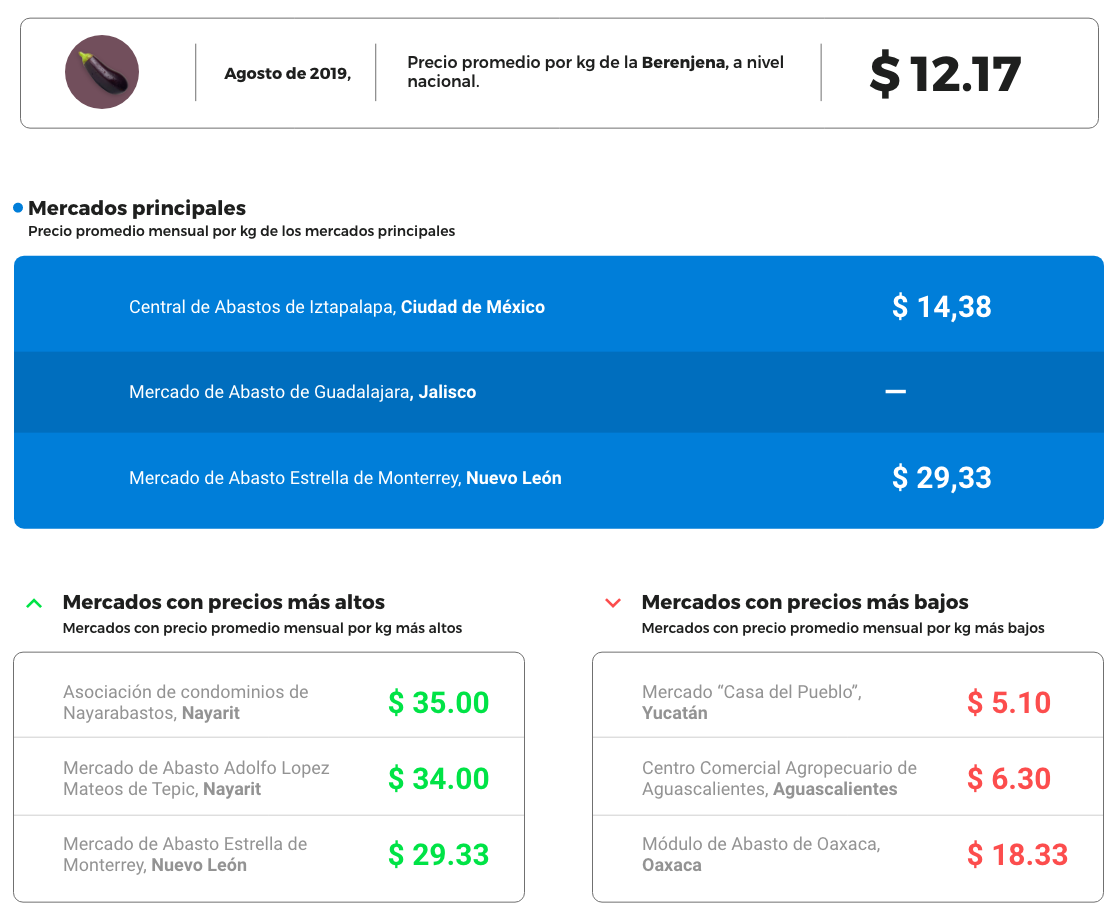 Agosto de 2019,
Precio promedio por kg de la Berenjena, a nivel
nacional.
$ 12.17
Mercados principales
Precio promedio mensual por kg de los mercados principales
Central de Abastos de Iztapalapa, Ciudad de México
$ 14,38
Mercado de Abasto de Guadalajara, Jalisco
—
Mercado de Abasto Estrella de Monterrey, Nuevo León
$ 29,33
Mercados con precios más altos
Mercados con precio promedio mensual por kg más altos
Asociación de condominios de
Nayarabastos, Nayarit
$ 35.00
Mercado de Abasto Adolfo Lopez
Mateos de Tepic, Nayarit
$ 34.00
Mercado de Abasto Estrella de
Monterrey, Nuevo León
$ 29.33
Mercados con precios más bajos
Mercados con precio promedio mensual por kg más bajos
Mercado “Casa del Pueblo”,
Yucatán
$ 5.10
Centro Comercial Agropecuario de
Aguascalientes, Aguascalientes
$ 6.30
Módulo de Abasto de Oaxaca,
Oaxaca
$ 18.33